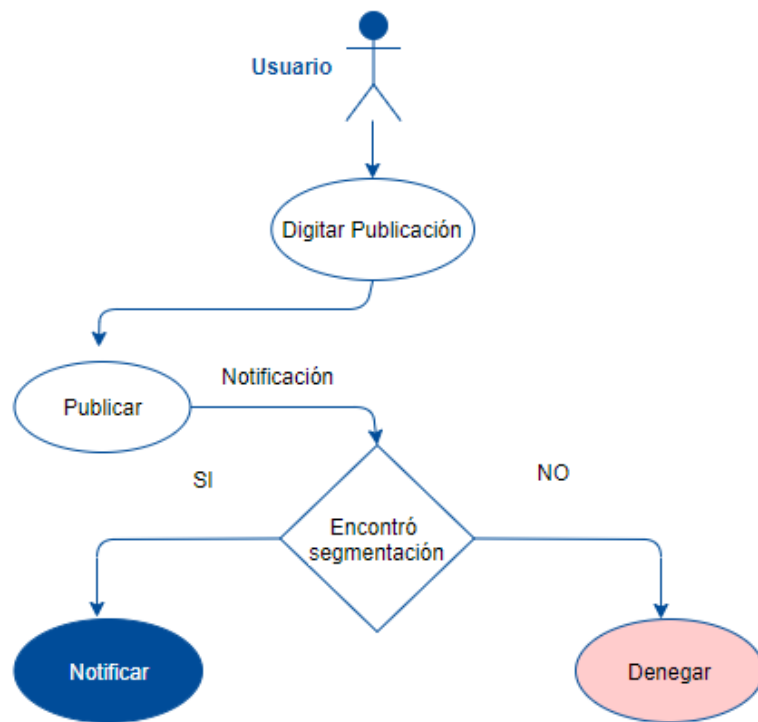 Usuario
Digitar Publicación
Notificación
Publicar
SI
NO
Encontró
segmentación
Notificar
Denegar